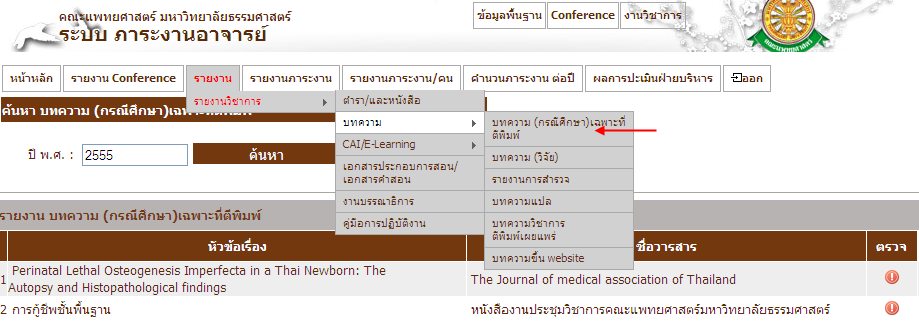 คณะแพทยศาสตร์ มหาวิทยาลัยธรรมศาสตร์
ระบบ ภาระงานอาจารย์
ข้อมูลพื้นฐาน Conference งานวิชาการ
หน้าหลัก รายงาน Conference รายงาน รายงานภาระงาน รายงานภาระงาน/คน คำนวนภาระงาน ต่อปี ผลการประเมินฝ่ายบริหาร ออก
รายงานวิชาการ
ตำรา/และหนังสือ
บทความ
CAI/E-Learning
เอกสารประกอบการสอน/
เอกสารคำสอน
งานบรรณาธิการ
คู่มือการปฏิบัติงาน
บทความ (กรณีศึกษา)เฉพาะที่
ตีพิมพ์
บทความ (วิจัย)
รายงานการสำรวจ
บทความแปล
บทความวิชาการ
ตีพิมพ์เผยแพร่
บทความขึ้น website
ค้นหา บทความ (กรณีศึกษา)เฉพาะที่ตีพิมพ์
ปี พ.ศ. : 2555 ค้นหา
รายงาน บทความ (กรณีศึกษา)เฉพาะที่ตีพิมพ์
หัวข้อเรื่อง ชื่อวารสาร ตรวจ
1 Perinatal Lethal Osteogenesis Imperfecta in a Thai Newborn: The
Autopsy and Histopathological findings
The Journal of medical association of Thailand
2 การกู้ชีพขั้นพื้นฐาน หนังสืองานประชุมวิชาการคณะแพทยศาสตร์มหาวิทยาลัยธรรมศาสตร์